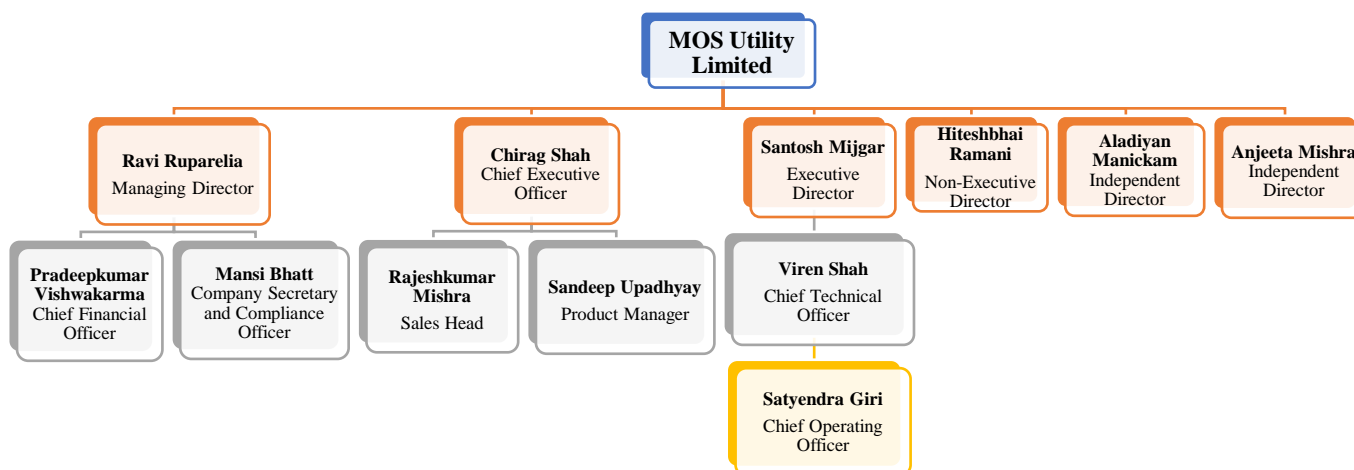 MOS Utility
Limited
Ravi Ruparelia
Managing Director
Chirag Shah
Chief Executive
Officer
Santosh Mijgar
Executive
Director
Hiteshbhai
Ramani
Non-Executive
Director
Aladiyan
Manickam
Independent
Director
Anjeeta Mishra
Independent
Director
Pradeepkumar
Vishwakarma
Chief Financial
Officer
Mansi Bhatt
Company Secretary
and Compliance
Officer
Rajeshkumar
Mishra
Sales Head
Sandeep Upadhyay
Product Manager
Viren Shah
Chief Technical
Officer
Satyendra Giri
Chief Operating
Officer